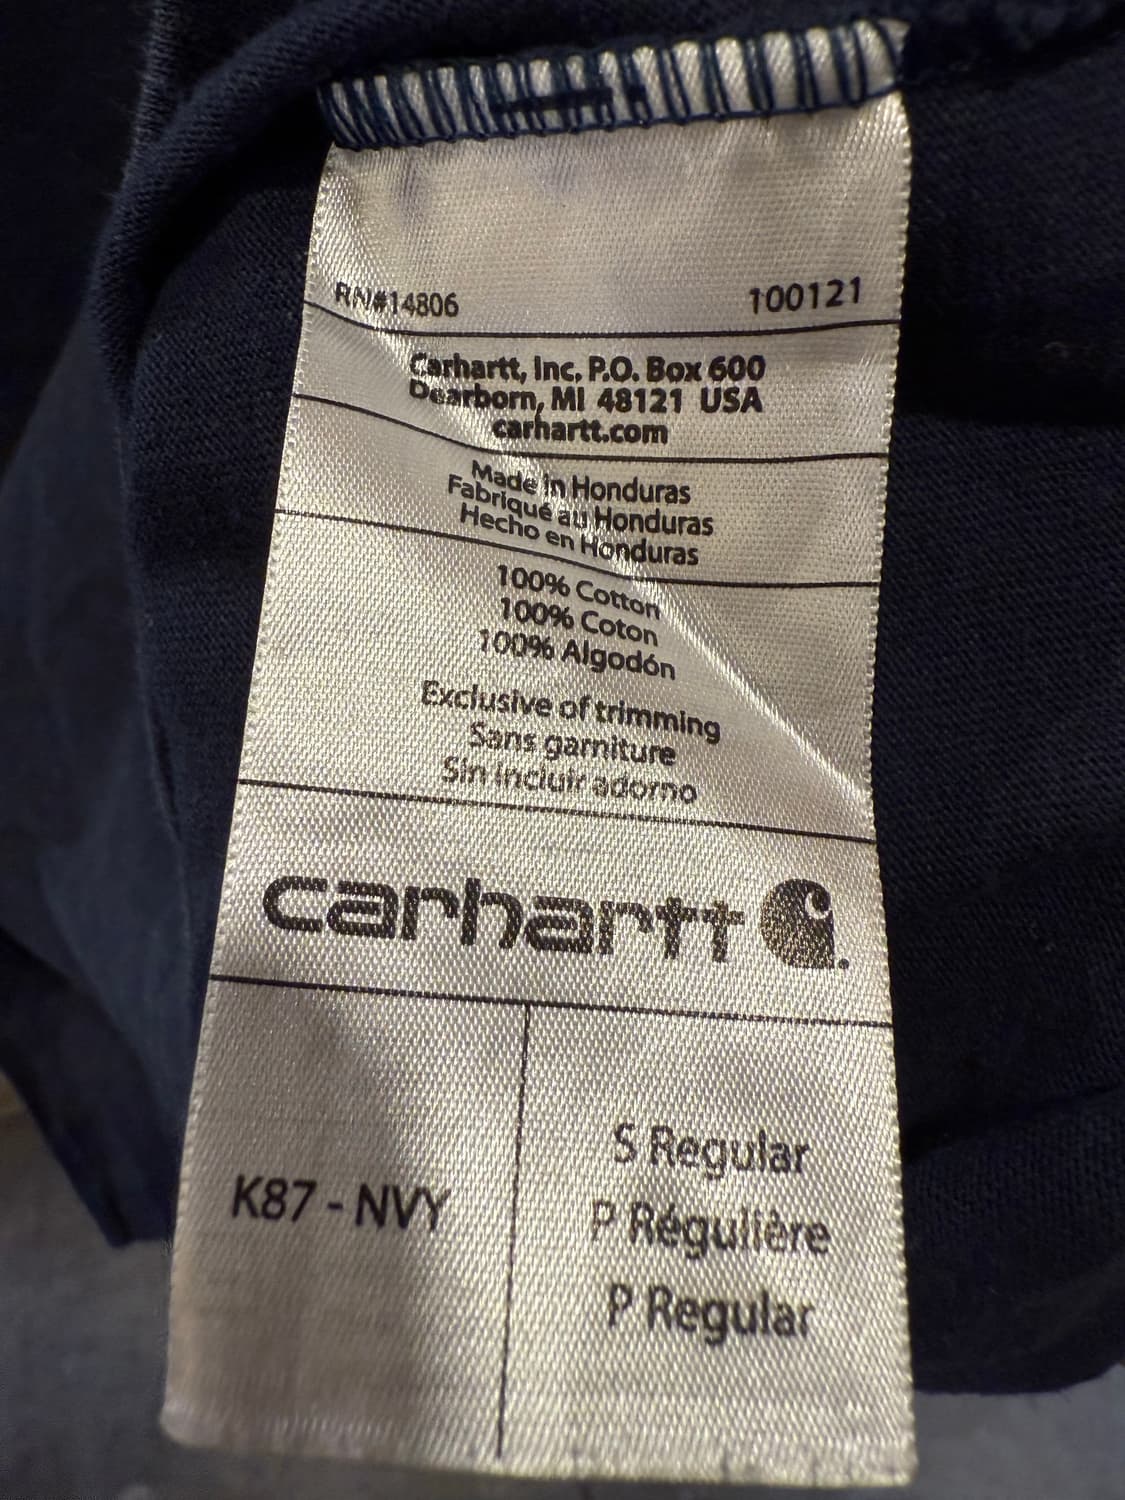 RN#14806 100121
Carhartt, Inc. P.O. Box 600
Dearborn, MI 48121 USA
carhartt.com
Made in Honduras
Fabriqué au Honduras
Hecho en Honduras
100% Cotton
100% Coton
100% Algodón
Exclusive of trimming
Sans garniture
Sin incluir adorno
carhartt
K87 - NVY
S Regular
P Régulière
P Regular